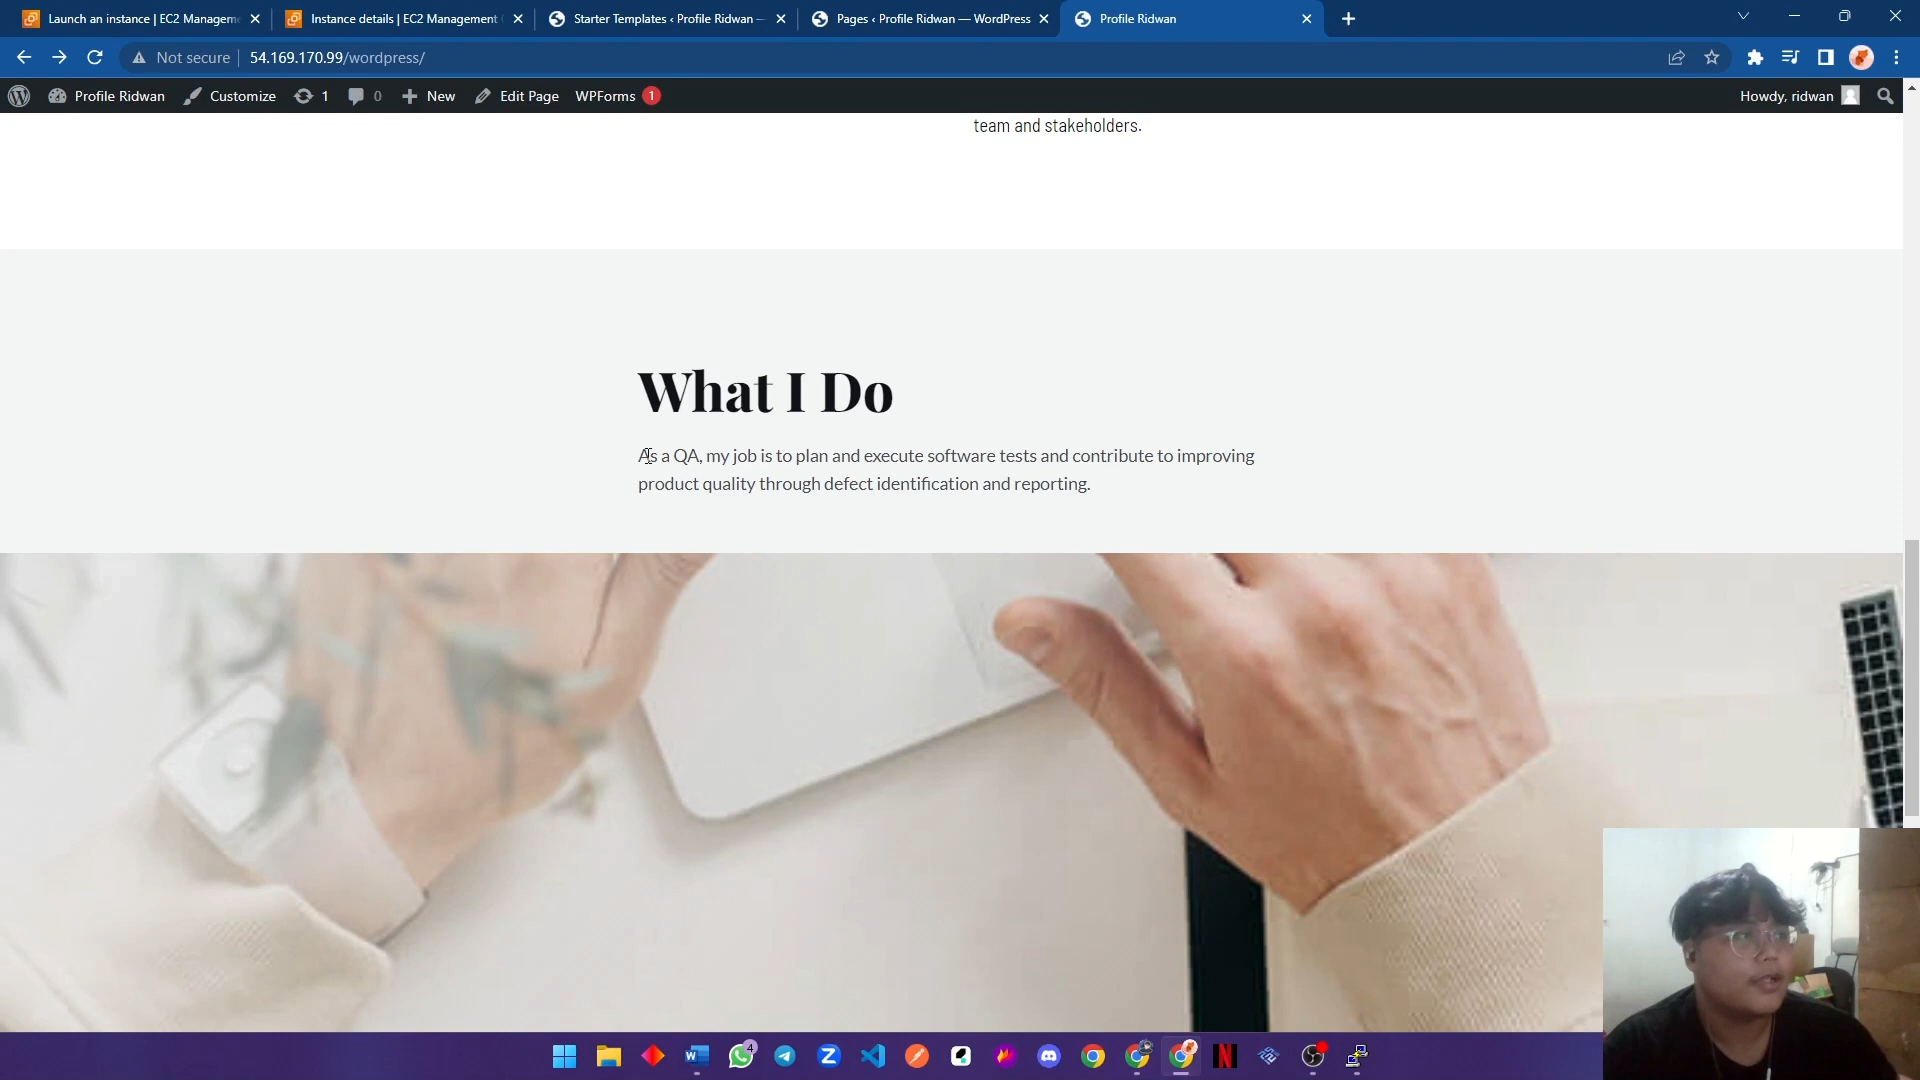 Launch an instance | EC2 Manageme
Instance details | EC2 Management
Starter Templates ‹ Profile Ridwan —
Pages ‹ Profile Ridwan — WordPress
Profile Ridwan
Not secure
54.169.170.99/wordpress/
Profile Ridwan
Customize
1
0
New
Edit Page
WPForms 1
Howdy, ridwan
team and stakeholders.
What I Do
As a QA, my job is to plan and execute software tests and contribute to improving
product quality through defect identification and reporting.
4